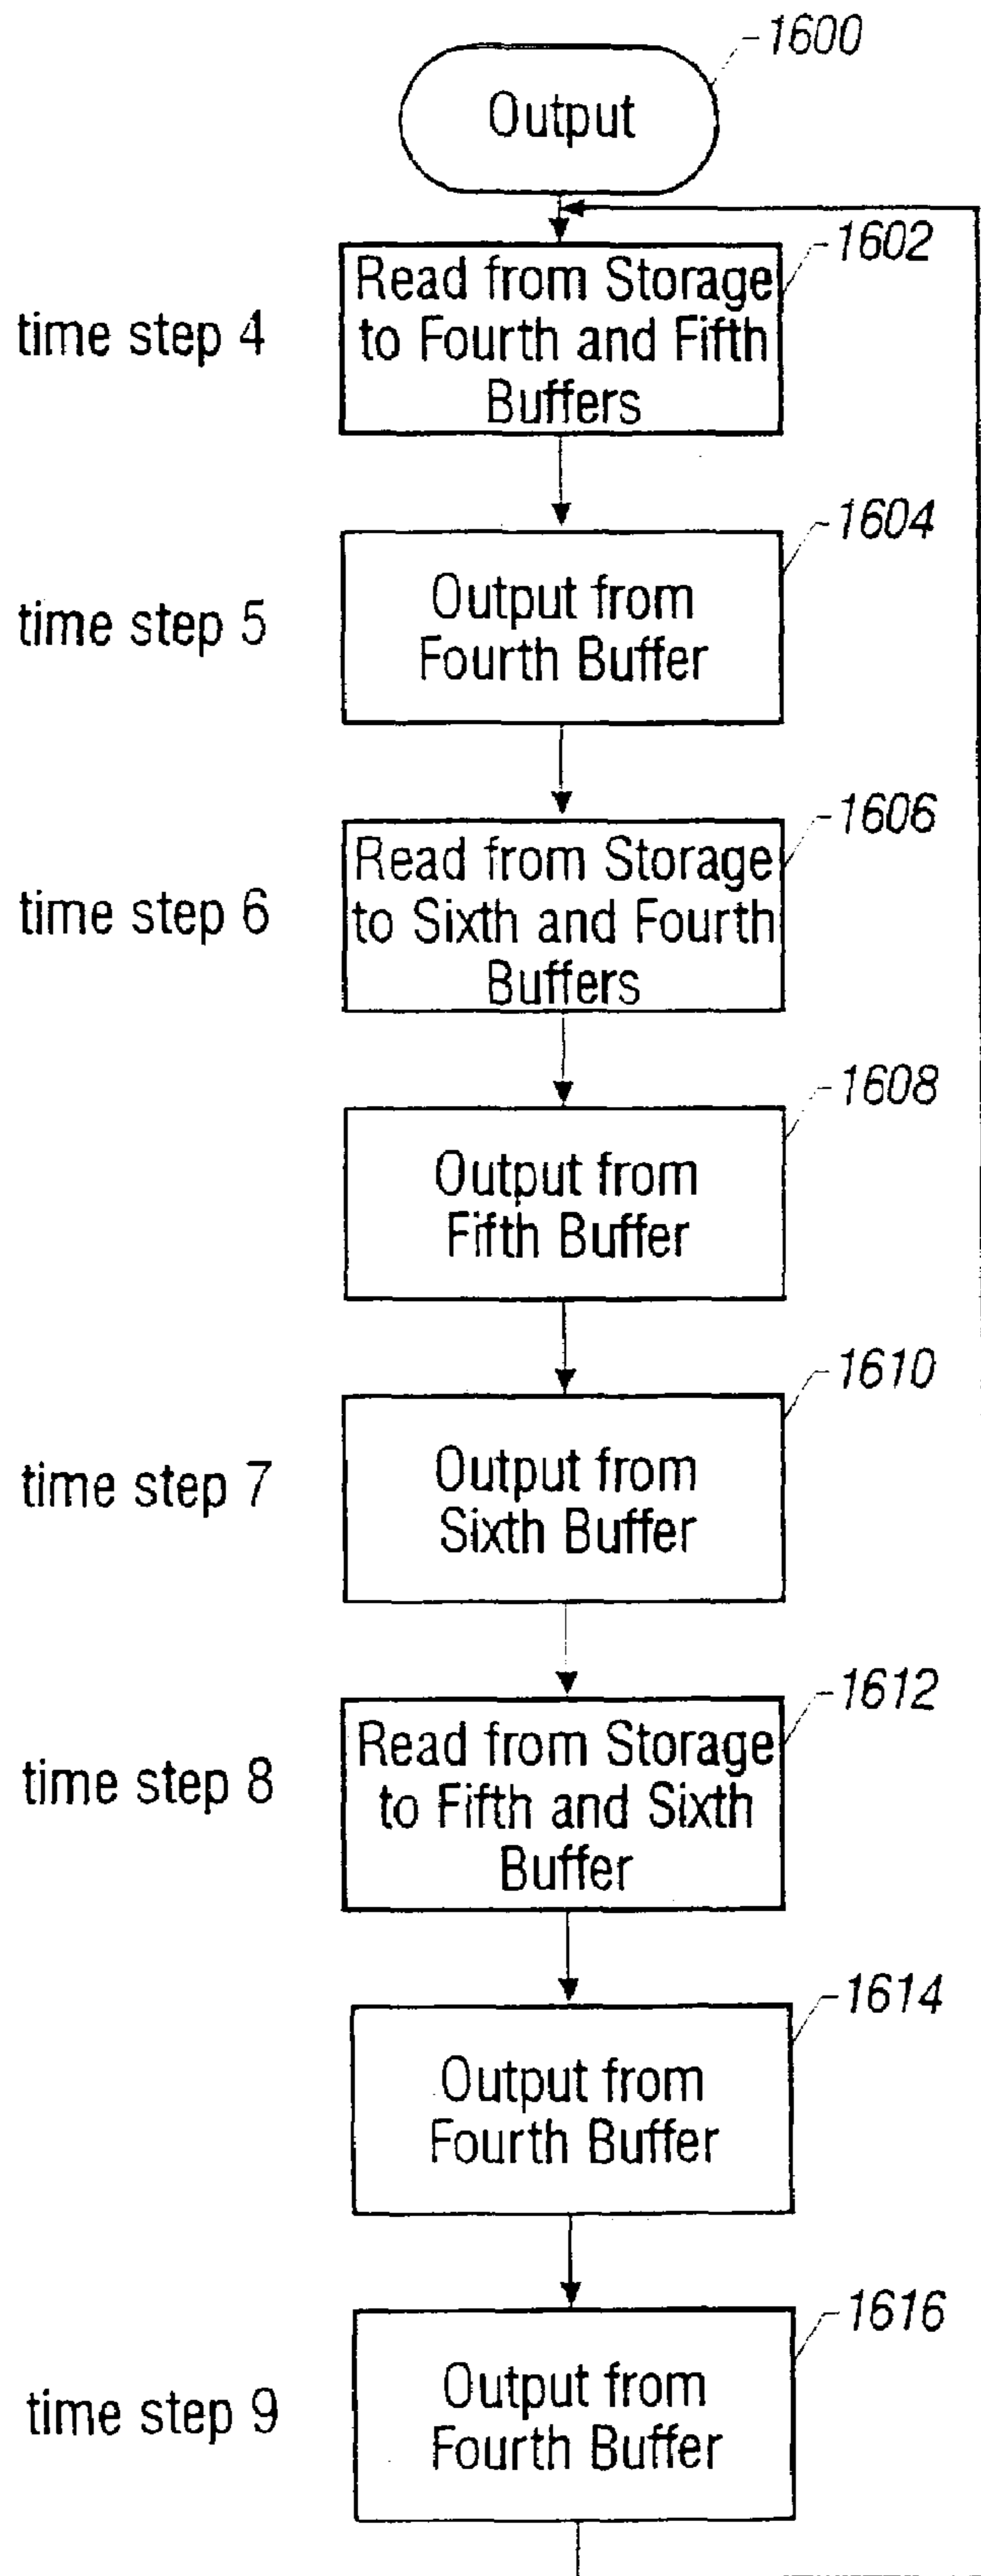 1600
Output
1602
time step 4
Read from Storage
to Fourth and Fifth
Buffers
1604
time step 5
Output from
Fourth Buffer
1606
time step 6
Read from Storage
to Sixth and Fourth
Buffers
1608
Output from
Fifth Buffer
1610
time step 7
Output from
Sixth Buffer
1612
time step 8
Read from Storage
to Fifth and Sixth
Buffer
1614
Output from
Fourth Buffer
1616
time step 9
Output from
Fourth Buffer